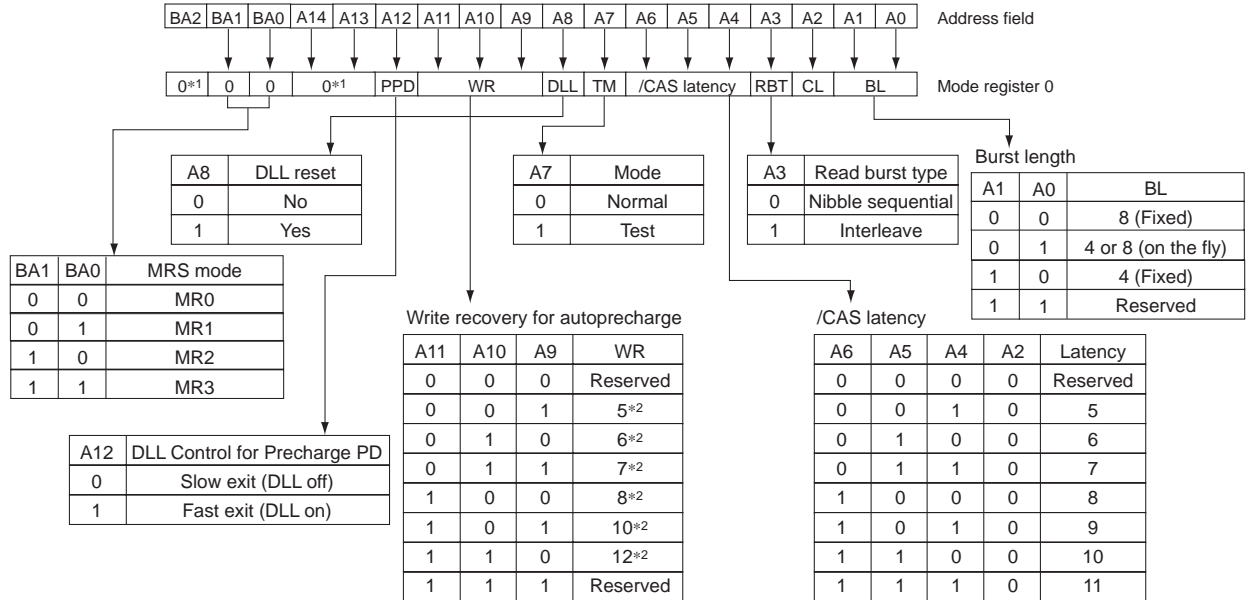 BA2 BA1 BA0 A14 A13 A12 A11 A10 A9 A8 A7 A6 A5 A4 A3 A2 A1 A0 Address field
0*1 0 0 0*1 PPD WR DLL TM /CAS latency RBT CL BL Mode register 0
A8 DLL reset
0 No
1 Yes
A7 Mode
0 Normal
1 Test
A3 Read burst type
0 Nibble sequential
1 Interleave
Burst length
A1 A0 BL
0 0 8 (Fixed)
0 1 4 or 8 (on the fly)
1 0 4 (Fixed)
1 1 Reserved
BA1 BA0 MRS mode
0 0 MR0
0 1 MR1
1 0 MR2
1 1 MR3
A12 DLL Control for Precharge PD
0 Slow exit (DLL off)
1 Fast exit (DLL on)
Write recovery for autoprecharge
A11 A10 A9 WR
0 0 0 Reserved
0 0 1 5*2
0 1 0 6*2
0 1 1 7*2
1 0 0 8*2
1 0 1 10*2
1 1 0 12*2
1 1 1 Reserved
/CAS latency
A6 A5 A4 A2 Latency
0 0 0 0 Reserved
0 0 1 0 5
0 1 0 0 6
0 1 1 0 7
1 0 0 0 8
1 0 1 0 9
1 1 0 0 10
1 1 1 0 11